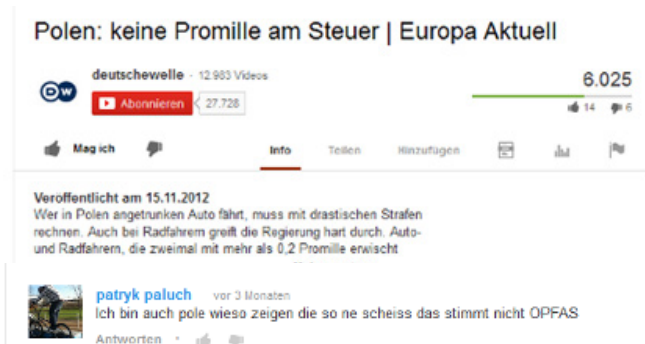 Polen: keine Promille am Steuer | Europa Aktuell
DW
deutschewelle · 12.983 Videos
Abonnieren 27.728
6.025
14 6
Mag ich
Info Teilen Hinzufügen
Veröffentlicht am 15.11.2012
Wer in Polen angetrunken Auto fährt, muss mit drastischen Strafen
rechnen. Auch bei Radfahrern greift die Regierung hart durch. Auto-
und Radfahrern, die zweimal mit mehr als 0,2 Promille erwischt
patryk paluch vor 3 Monaten
Ich bin auch pole wieso zeigen die so ne scheiss das stimmt nicht OPFAS
Antworten ·